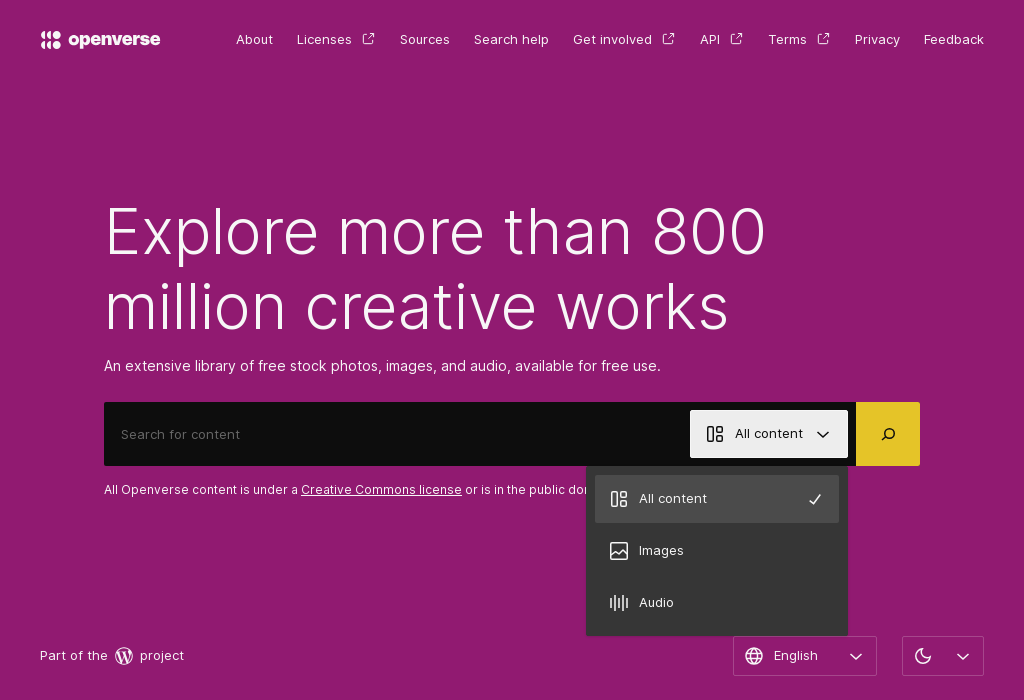 openverse
About
Licenses
Sources
Search help
Get involved
API
Terms
Privacy
Feedback
Explore more than 800
million creative works
An extensive library of free stock photos, images, and audio, available for free use.
Search for content
All content
All Openverse content is under a Creative Commons license or is in the public
All content
Images
Audio
Part of the project
English